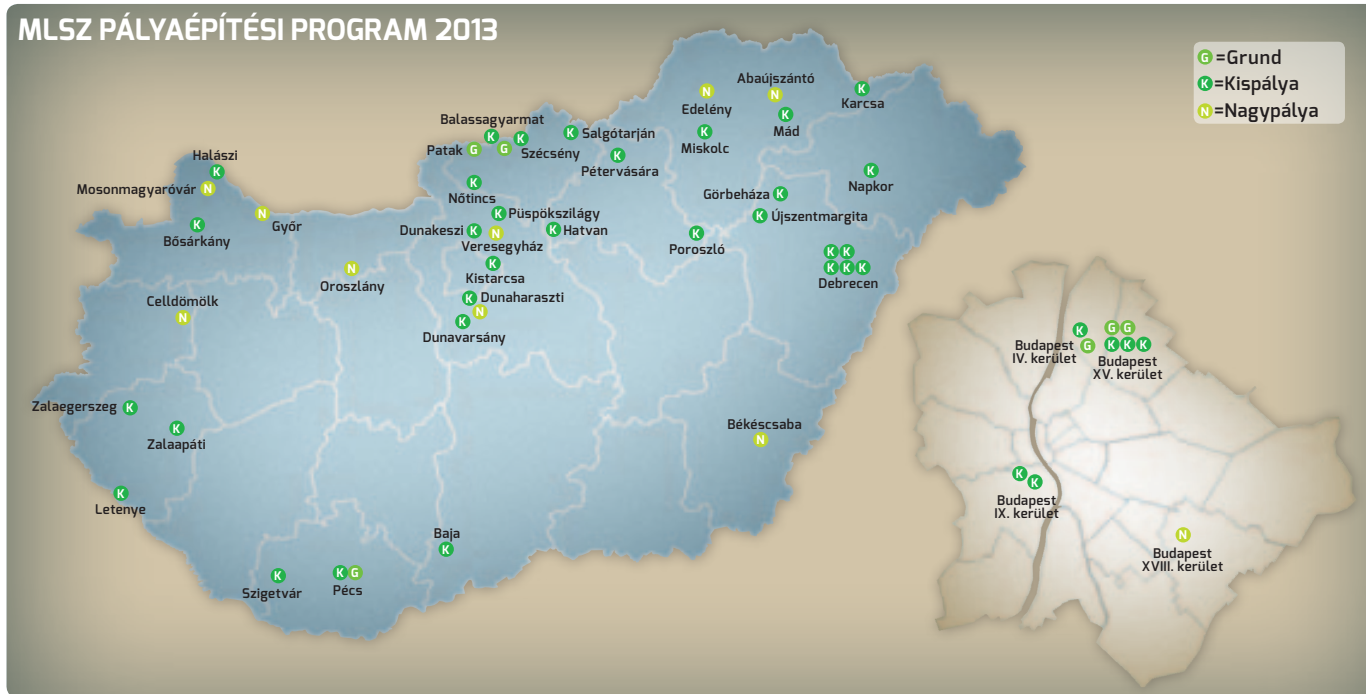 MLSZ PÁLYAÉPÍTÉSI PROGRAM 2013
G =Grund
K =Kispálya
N =Nagypálya
N
Edelény
Abaújszántó
N
K
Karcsa
K
Mád
K
Miskolc
Balassagyarmat
K
K
Szécsény
Patak G
G
K Salgótarján
K
Pétervására
Halászi
K
Mosonmagyaróvár N
N
Győr
K
Bősárkány
K
Nőtincs
K Püspökszilágy
Dunakeszi K
N
Veresegyház
K
Hatvan
K
Kistarcsa
K Dunaharaszti
N
K
Dunavarsány
N
Oroszlány
Celldömölk
N
K
Napkor
Görbeháza K
K Újszentmargita
K
Poroszló
K K
K K K
Debrecen
Zalaegerszeg K
K
Zalaapáti
K
Letenye
Békéscsaba
N
Baja
K
K
Szigetvár
K G
Pécs
K
G
Budapest
IV. kerület
G G
K K K
Budapest
XV. kerület
K
K
Budapest
IX. kerület
N
Budapest
XVIII. kerület